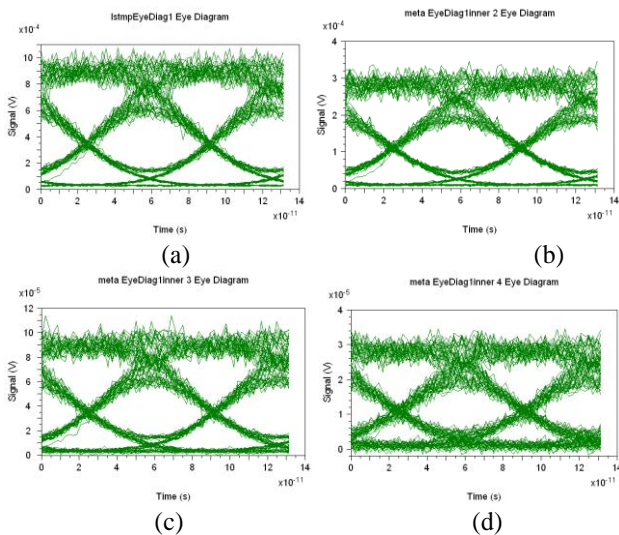 lstmpEyeDiag1 Eye Diagram
x10⁻⁴
10
8
6
4
2
0
Signal (V)
0 2 4 6 8 10 12 14
x10⁻¹¹
Time (s)
(a)
meta EyeDiag1inner 2 Eye Diagram
x10⁻⁴
4
3
2
1
0
Signal (V)
0 2 4 6 8 10 12 14
x10⁻¹¹
Time (s)
(b)
meta EyeDiag1inner 3 Eye Diagram
x10⁻⁵
12
10
8
6
4
2
0
Signal (V)
0 2 4 6 8 10 12 14
x10⁻¹¹
Time (s)
(c)
meta EyeDiag1inner 4 Eye Diagram
x10⁻⁵
4
3
2
1
0
Signal (V)
0 2 4 6 8 10 12 14
x10⁻¹¹
Time (s)
(d)